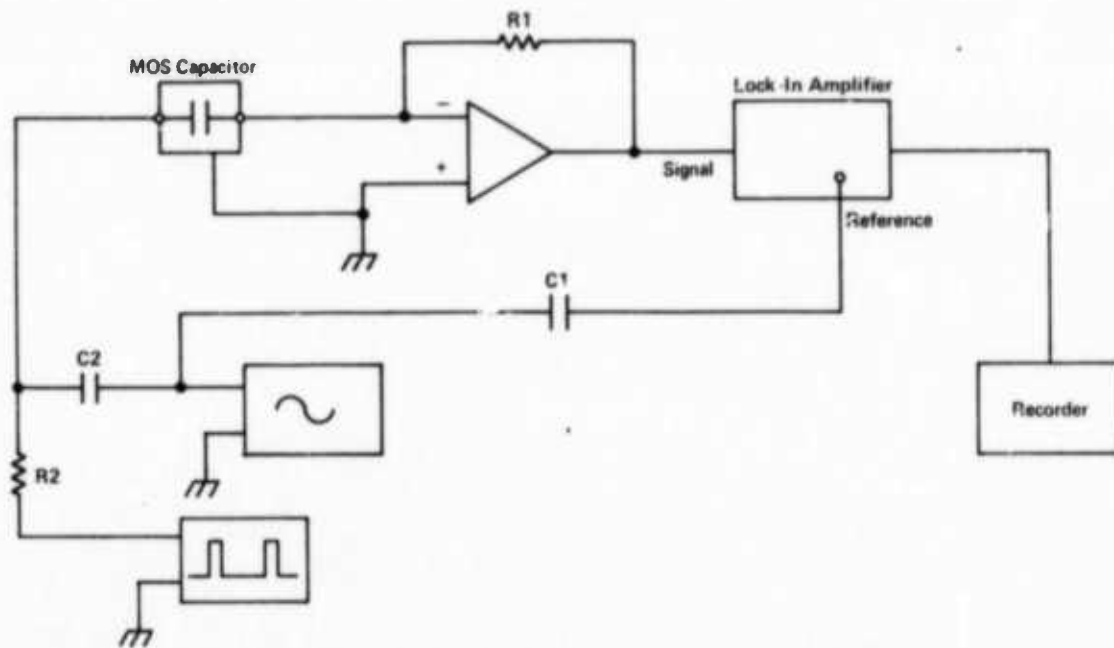 R1
MOS Capacitor
Lock-In Amplifier
−
+
Signal
Reference
C1
C2
Recorder
R2